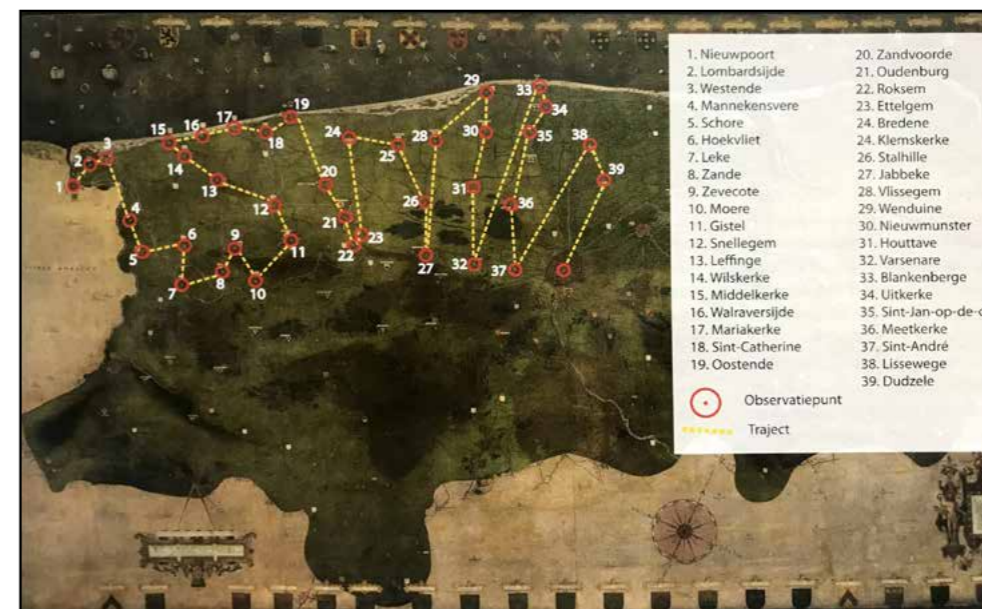 1. Nieuwpoort
2. Lombardsijde
3. Westende
4. Mannekensvere
5. Schore
6. Hoekvliet
7. Leke
8. Zande
9. Zevecote
10. Moere
11. Gistel
12. Snellegem
13. Leffinge
14. Wilskerke
15. Middelkerke
16. Walraversijde
17. Mariakerke
18. Sint-Catherine
19. Oostende
20. Zandvoorde
21. Oudenburg
22. Roksem
23. Ettelgem
24. Bredene
24. Klemskerke
26. Stalhille
27. Jabbeke
28. Vlissegem
29. Wenduine
30. Nieuwmunster
31. Houttave
32. Varsenare
33. Blankenberge
34. Uitkerke
35. Sint-Jan-op-de-
36. Meetkerke
37. Sint-André
38. Lissewege
39. Dudzele
Observatiepunt
Traject
1
2
3
4
5
6
7
8
9
10
11
12
13
14
15
16
17
18
19
20
21
22
23
24
25
26
27
28
29
30
31
32
33
34
35
36
37
38
39